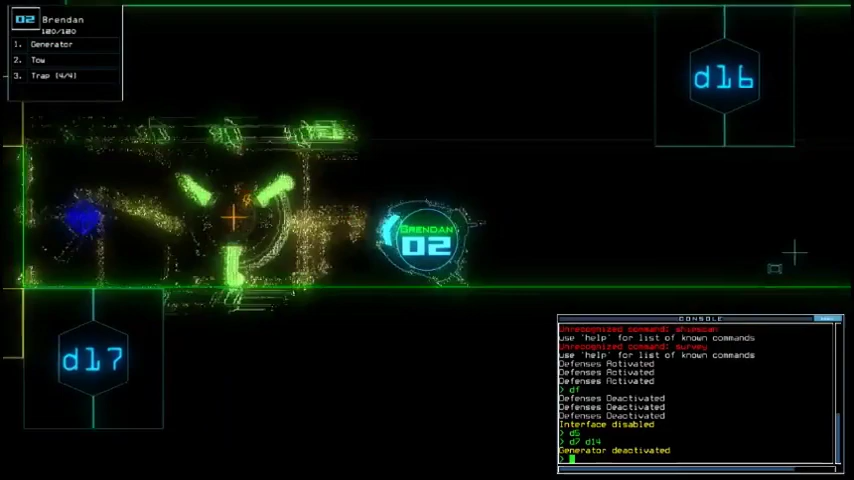 02 Brendan
100/100
1. Generator
2. Tow
3. Trap (4/4)
d16
BRENDAN
02
d17
CONSOLE
Unrecognized command: shipscan
use 'help' for list of known commands
Unrecognized command: survey
use 'help' for list of known commands
Defenses Activated
Defenses Activated
Defenses Activated
> df
Defenses Deactivated
Defenses Deactivated
Defenses Deactivated
Interface disabled
> d5
> d7 d14
Generator deactivated
>